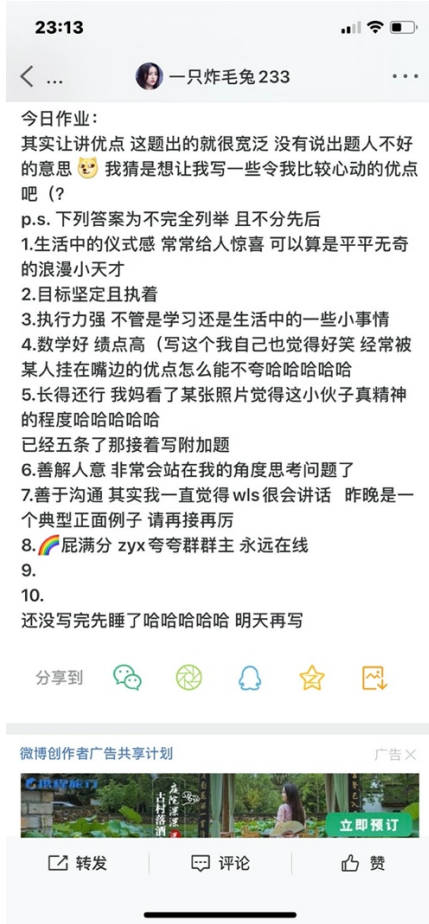 23:13
...
一只炸毛兔233
今日作业：
其实让讲优点 这题出的就很宽泛 没有说出题人不好
的意思 我猜是想让我写一些令我比较心动的优点
吧（?
p.s. 下列答案为不完全列举 且不分先后
1.生活中的仪式感 常常给人惊喜 可以算是平平无奇
的浪漫小天才
2.目标坚定且执着
3.执行力强 不管是学习还是生活中的一些小事情
4.数学好 绩点高（写这个我自己也觉得好笑 经常被
某人挂在嘴边的优点怎么能不夸哈哈哈哈哈
5.长得还行 我妈看了某张照片觉得这小伙子真精神
的程度哈哈哈哈哈
已经五条了那接着写附加题
6.善解人意 非常会站在我的角度思考问题了
7.善于沟通 其实我一直觉得wls很会讲话 昨晚是一
个典型正面例子 请再接再厉
8.🌈屁满分 zyx夸夸群群主 永远在线
9.
10.
还没写完先睡了哈哈哈哈哈 明天再写
分享到
微博创作者广告共享计划
广告
庭院深深
古村落酒
立即预订
转发
评论
赞